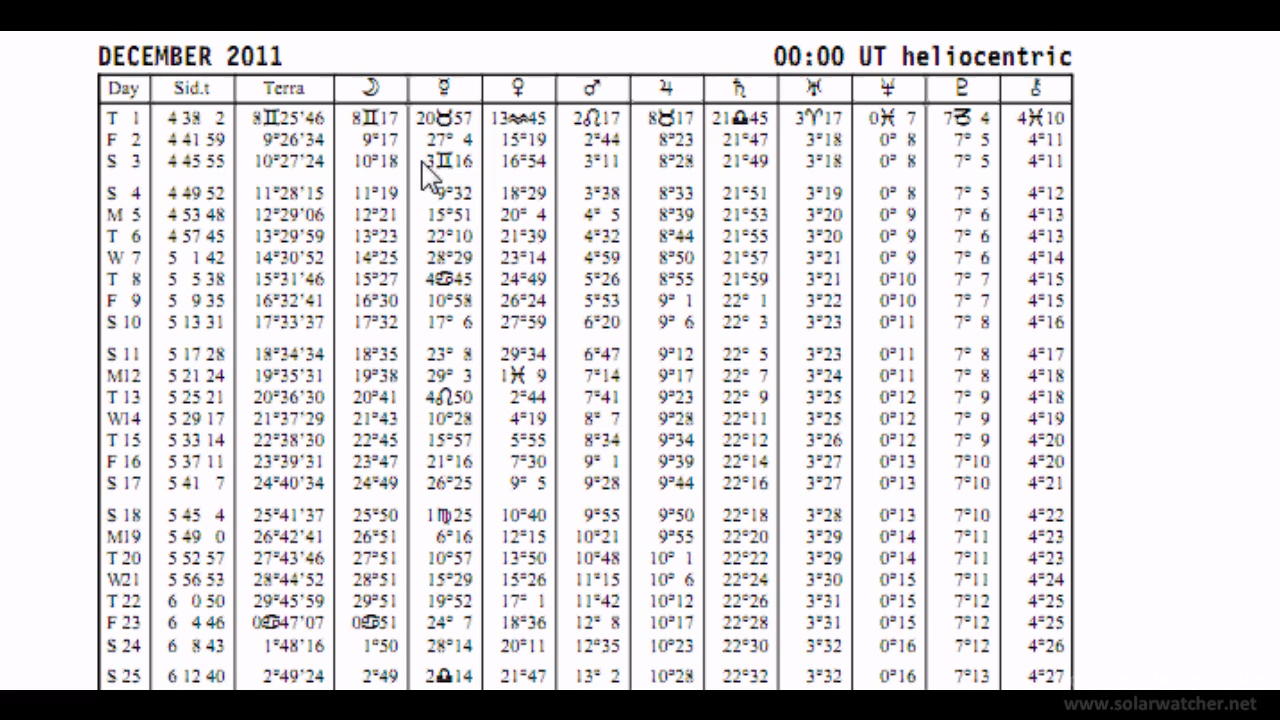 DECEMBER 2011 00:00 UT heliocentric
Day Sid.t Terra ☽ ☿ ♀ ♂ ♃ ♄ ♅ ♆ ♇ ⚷
T 1 4 38 2 8♊25'46 8♊17 20♉57 13♒45 2♌17 8♉17 21♎45 3♈17 0♓ 7 7♑ 4 4♓10
F 2 4 41 59 9°26'34 9°17 27° 4 15°19 2°44 8°23 21°47 3°18 0° 8 7° 5 4°11
S 3 4 45 55 10°27'24 10°18 3♊16 16°54 3°11 8°28 21°49 3°18 0° 8 7° 5 4°11
S 4 4 49 52 11°28'15 11°19 9°32 18°29 3°38 8°33 21°51 3°19 0° 8 7° 5 4°12
M 5 4 53 48 12°29'06 12°21 15°51 20° 4 4° 5 8°39 21°53 3°20 0° 9 7° 6 4°13
T 6 4 57 45 13°29'59 13°23 22°10 21°39 4°32 8°44 21°55 3°20 0° 9 7° 6 4°13
W 7 5 1 42 14°30'52 14°25 28°29 23°14 4°59 8°50 21°57 3°21 0° 9 7° 6 4°14
T 8 5 5 38 15°31'46 15°27 4♋45 24°49 5°26 8°55 21°59 3°21 0°10 7° 7 4°15
F 9 5 9 35 16°32'41 16°30 10°58 26°24 5°53 9° 1 22° 1 3°22 0°10 7° 7 4°15
S 10 5 13 31 17°33'37 17°32 17° 6 27°59 6°20 9° 6 22° 3 3°23 0°11 7° 8 4°16
S 11 5 17 28 18°34'34 18°35 23° 8 29°34 6°47 9°12 22° 5 3°23 0°11 7° 8 4°17
M12 5 21 24 19°35'31 19°38 29° 3 1♓ 9 7°14 9°17 22° 7 3°24 0°11 7° 8 4°18
T 13 5 25 21 20°36'30 20°41 4♌50 2°44 7°41 9°23 22° 9 3°25 0°12 7° 9 4°18
W14 5 29 17 21°37'29 21°43 10°28 4°19 8° 7 9°28 22°11 3°25 0°12 7° 9 4°19
T 15 5 33 14 22°38'30 22°45 15°57 5°55 8°34 9°34 22°12 3°26 0°12 7° 9 4°20
F 16 5 37 11 23°39'31 23°47 21°16 7°30 9° 1 9°39 22°14 3°27 0°13 7°10 4°20
S 17 5 41 7 24°40'34 24°49 26°25 9° 5 9°28 9°44 22°16 3°27 0°13 7°10 4°21
S 18 5 45 4 25°41'37 25°50 1♍25 10°40 9°55 9°50 22°18 3°28 0°13 7°10 4°22
M19 5 49 0 26°42'41 26°51 6°16 12°15 10°21 9°55 22°20 3°29 0°14 7°11 4°23
T 20 5 52 57 27°43'46 27°51 10°57 13°50 10°48 10° 1 22°22 3°29 0°14 7°11 4°23
W21 5 56 53 28°44'52 28°51 15°29 15°26 11°15 10° 6 22°24 3°30 0°15 7°11 4°24
T 22 6 0 50 29°45'59 29°51 19°52 17° 1 11°42 10°12 22°26 3°31 0°15 7°12 4°25
F 23 6 4 46 0♋47'07 0♋51 24° 7 18°36 12° 8 10°17 22°28 3°31 0°15 7°12 4°25
S 24 6 8 43 1°48'16 1°50 28°14 20°11 12°35 10°23 22°30 3°32 0°16 7°12 4°26
S 25 6 12 40 2°49'24 2°49 2♎14 21°47 13° 2 10°28 22°32 3°32 0°16 7°13 4°27
www.solarwatcher.net